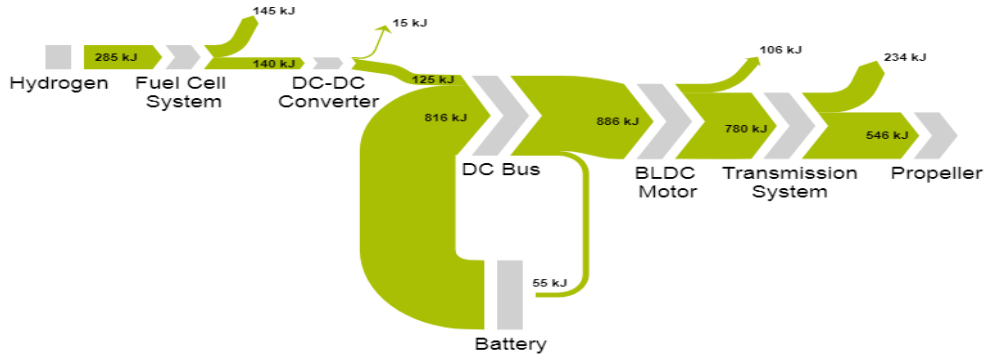 145 kJ
15 kJ
285 kJ
140 kJ
Hydrogen
Fuel Cell
System
DC-DC
Converter
125 kJ
816 kJ
DC Bus
886 kJ
106 kJ
BLDC
Motor
780 kJ
234 kJ
Transmission
System
546 kJ
Propeller
55 kJ
Battery